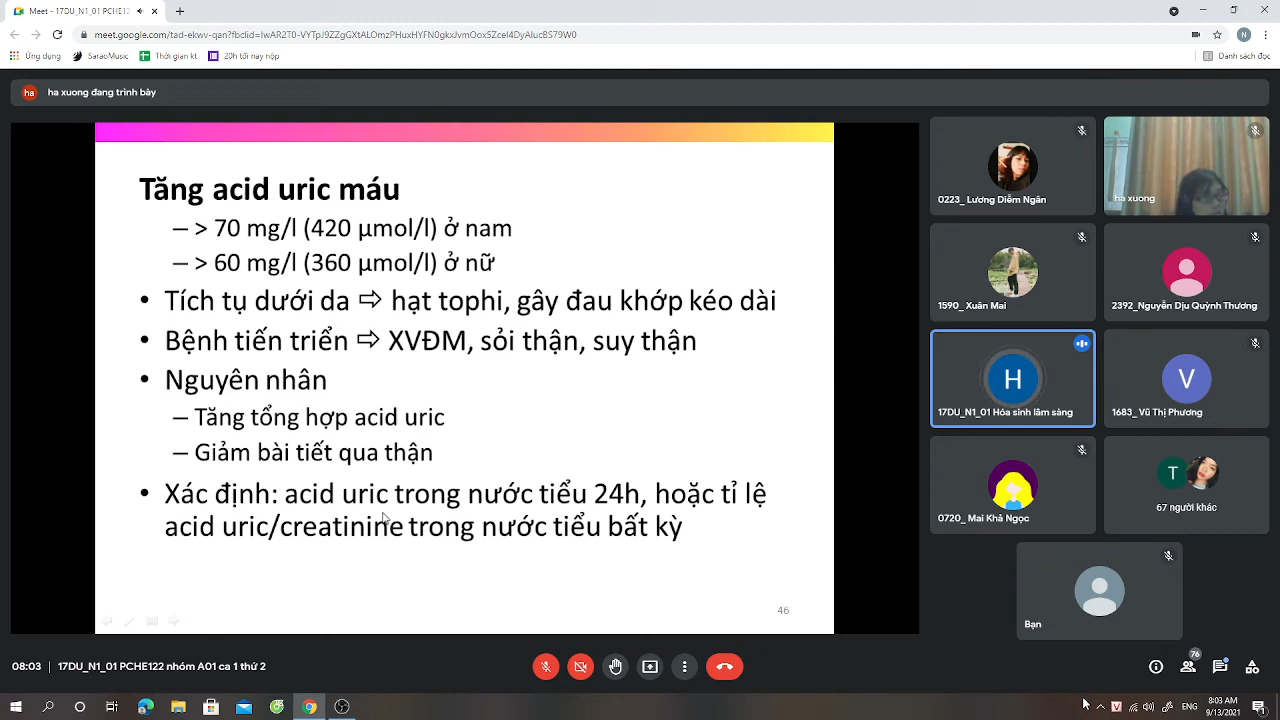 Meet - 17DU_N1_01 PCHE12
meet.google.com/tad-ekwv-qan?fbclid=IwAR2T0-VYTpJ9ZZgGXtALOmzPHuxHYFN0gkxJvmOoxSZcel4DyAIucBS79W0
N
Ứng dụng
SaraoMusic
Thời gian kt
20h tối nay nộp
Danh sách đọc
ha
ha xuong đang trình bày
Tăng acid uric máu
– > 70 mg/l (420 µmol/l) ở nam
– > 60 mg/l (360 µmol/l) ở nữ
• Tích tụ dưới da ⇨ hạt tophi, gây đau khớp kéo dài
• Bệnh tiến triển ⇨ XVĐM, sỏi thận, suy thận
• Nguyên nhân
– Tăng tổng hợp acid uric
– Giảm bài tiết qua thận
• Xác định: acid uric trong nước tiểu 24h, hoặc tỉ lệ
acid uric/creatinine trong nước tiểu bất kỳ
46
0223_ Lương Diễm Ngân
ha xuong
1590_ Xuân Mai
2392_Nguyễn Duyên Thương
H
17DU_N1_01 Hóa sinh lâm sàng
V
1683_Vũ Thị Phương
0720_ Mai Khả Ngọc
T
67 người khác
Bạn
08:03 | 17DU_N1_01 PCHE122 nhóm A01 ca 1 thứ 2
76
8:03 AM
9/13/2021